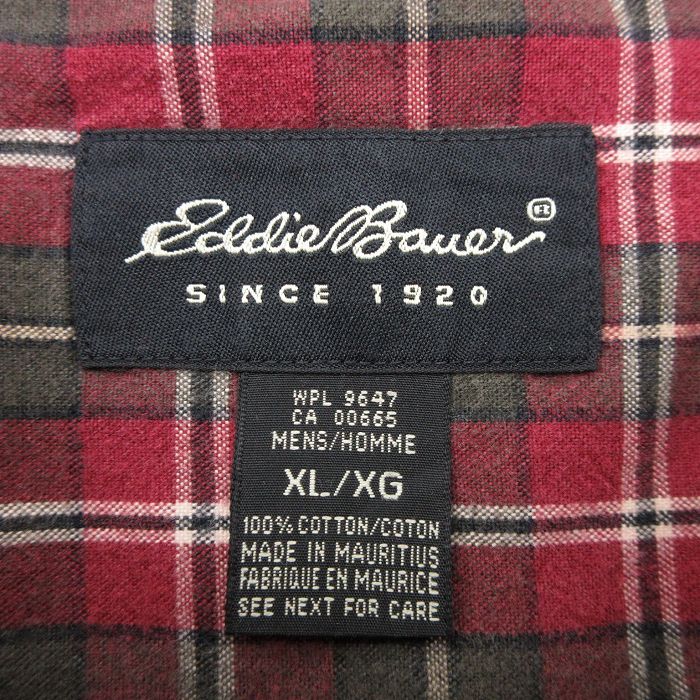 Eddie Bauer®
SINCE 1920
WPL 9647
CA 00665
MENS/HOMME
XL/XG
100% COTTON/COTON
MADE IN MAURITIUS
FABRIQUE EN MAURICE
SEE NEXT FOR CARE